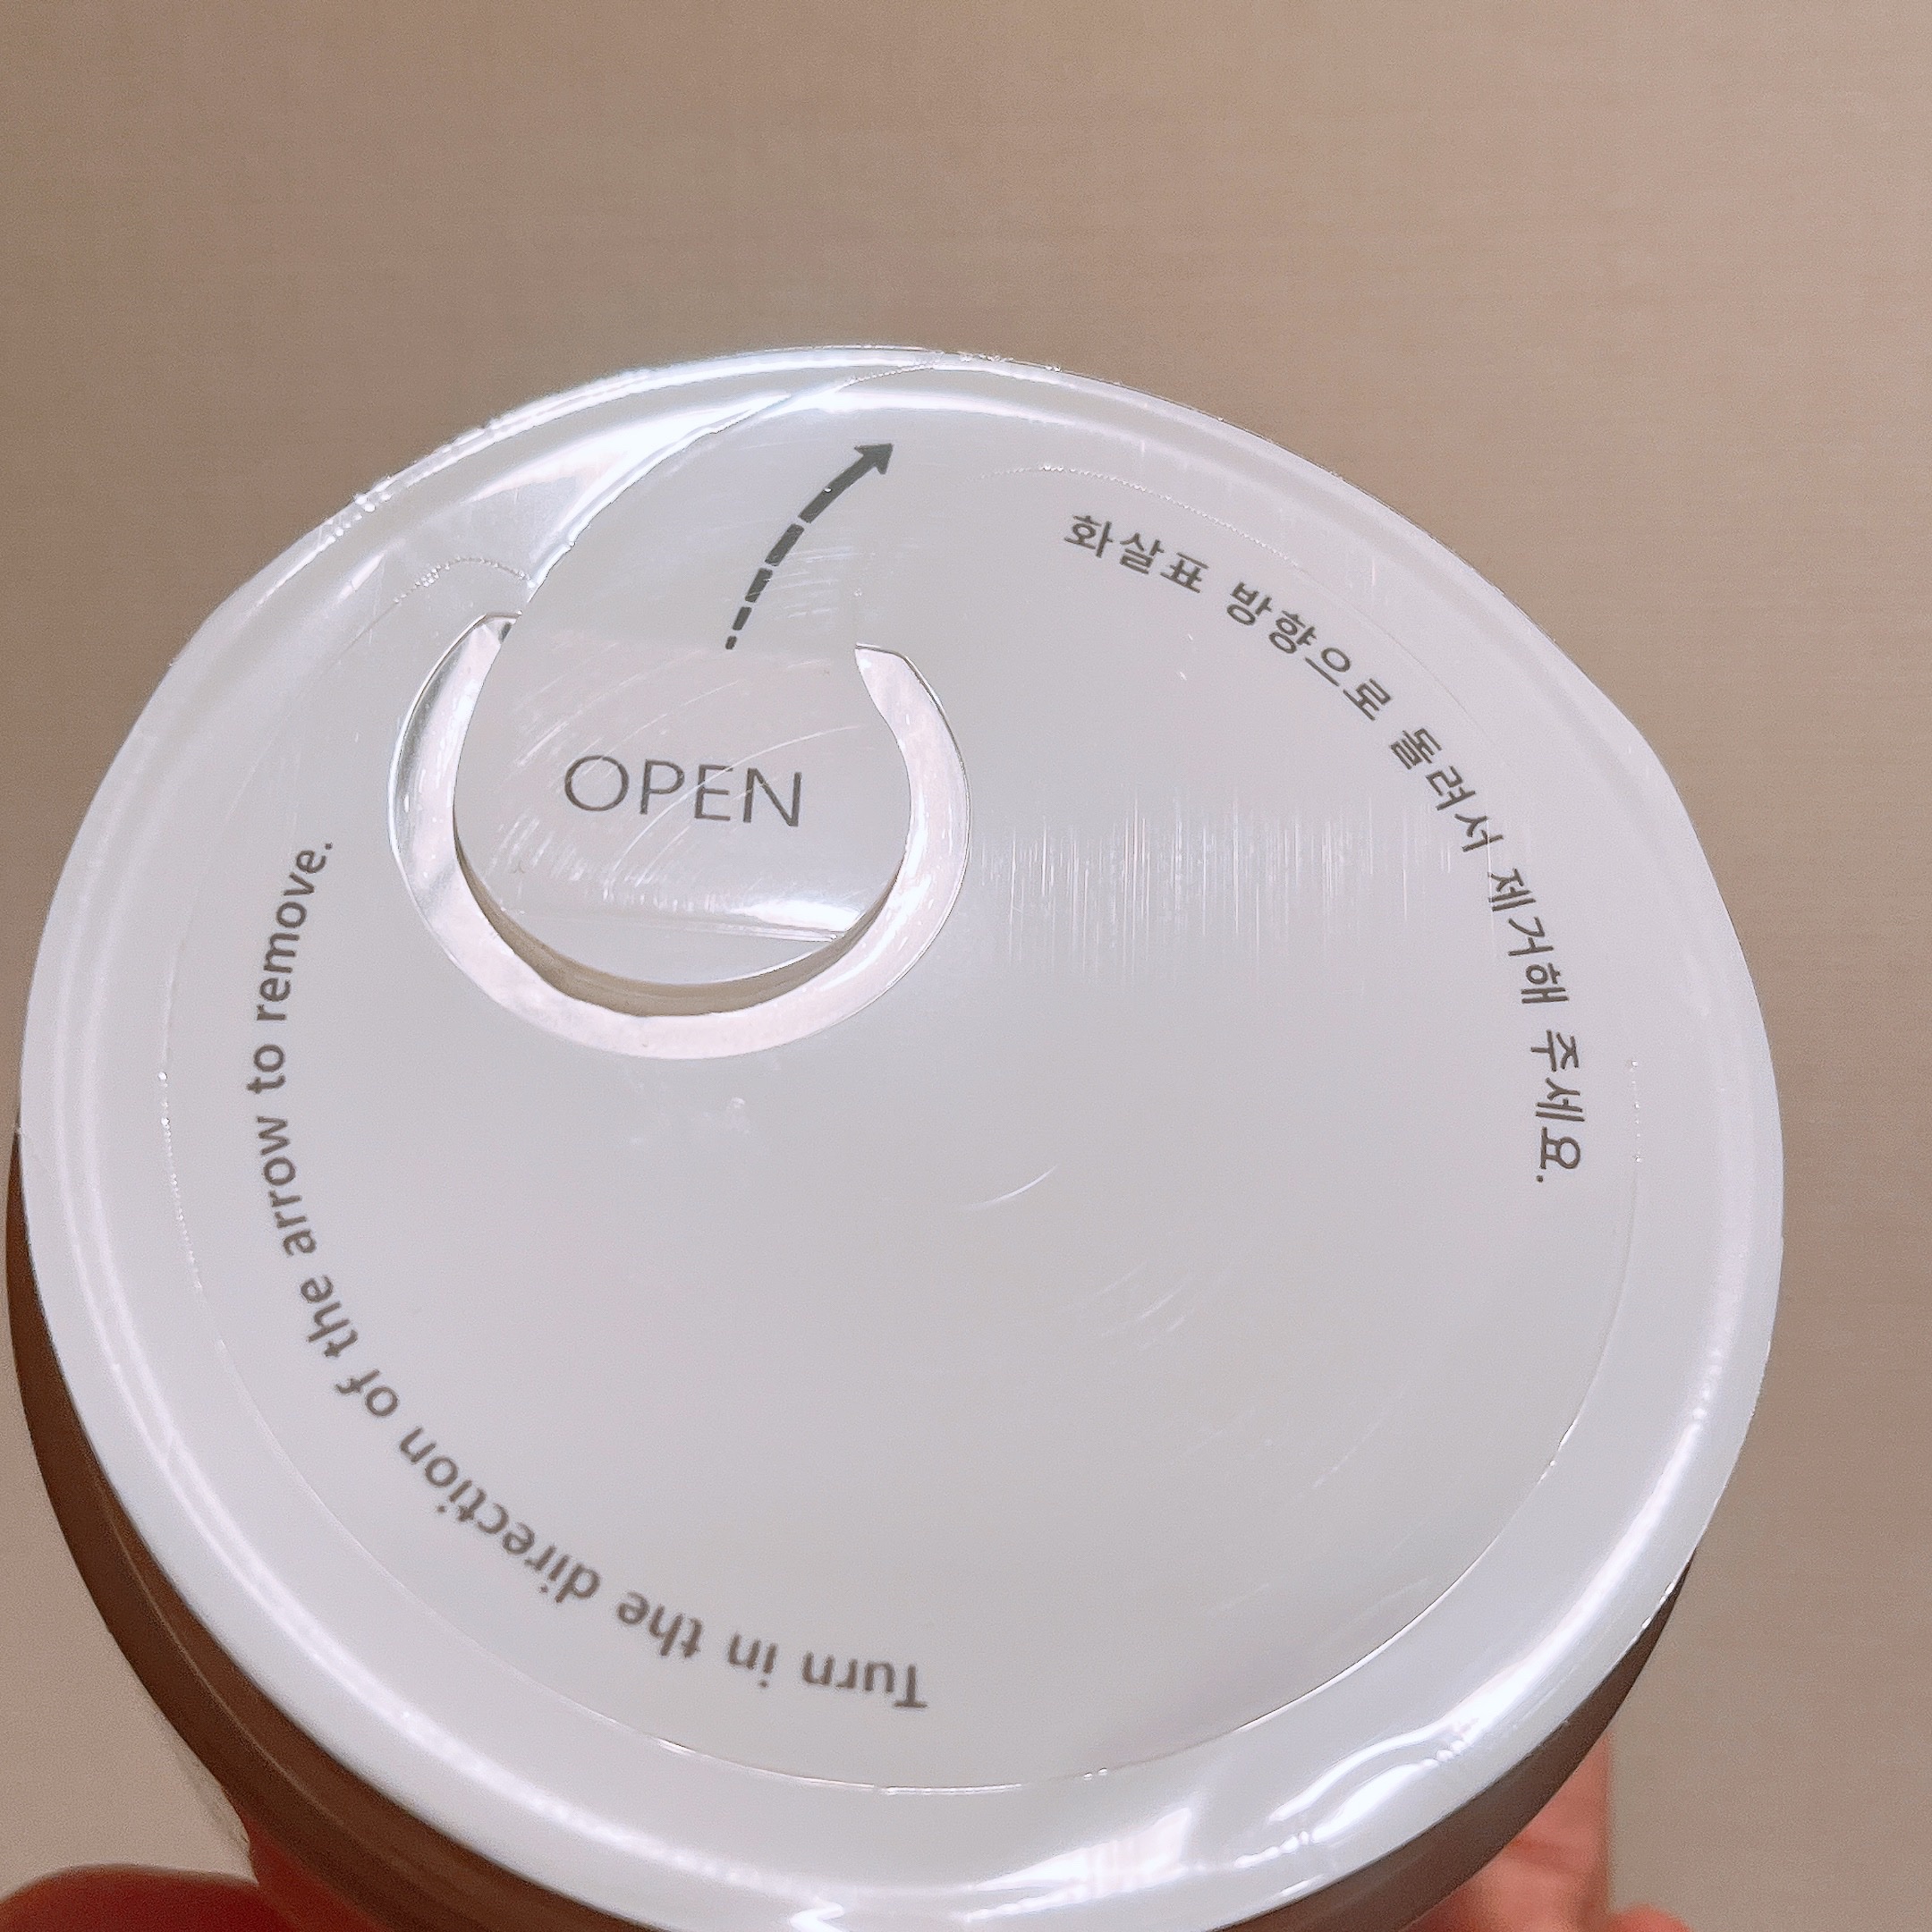 OPEN
화살표 방향으로 돌려서 제거해 주세요.
Turn in the direction of the arrow to remove.